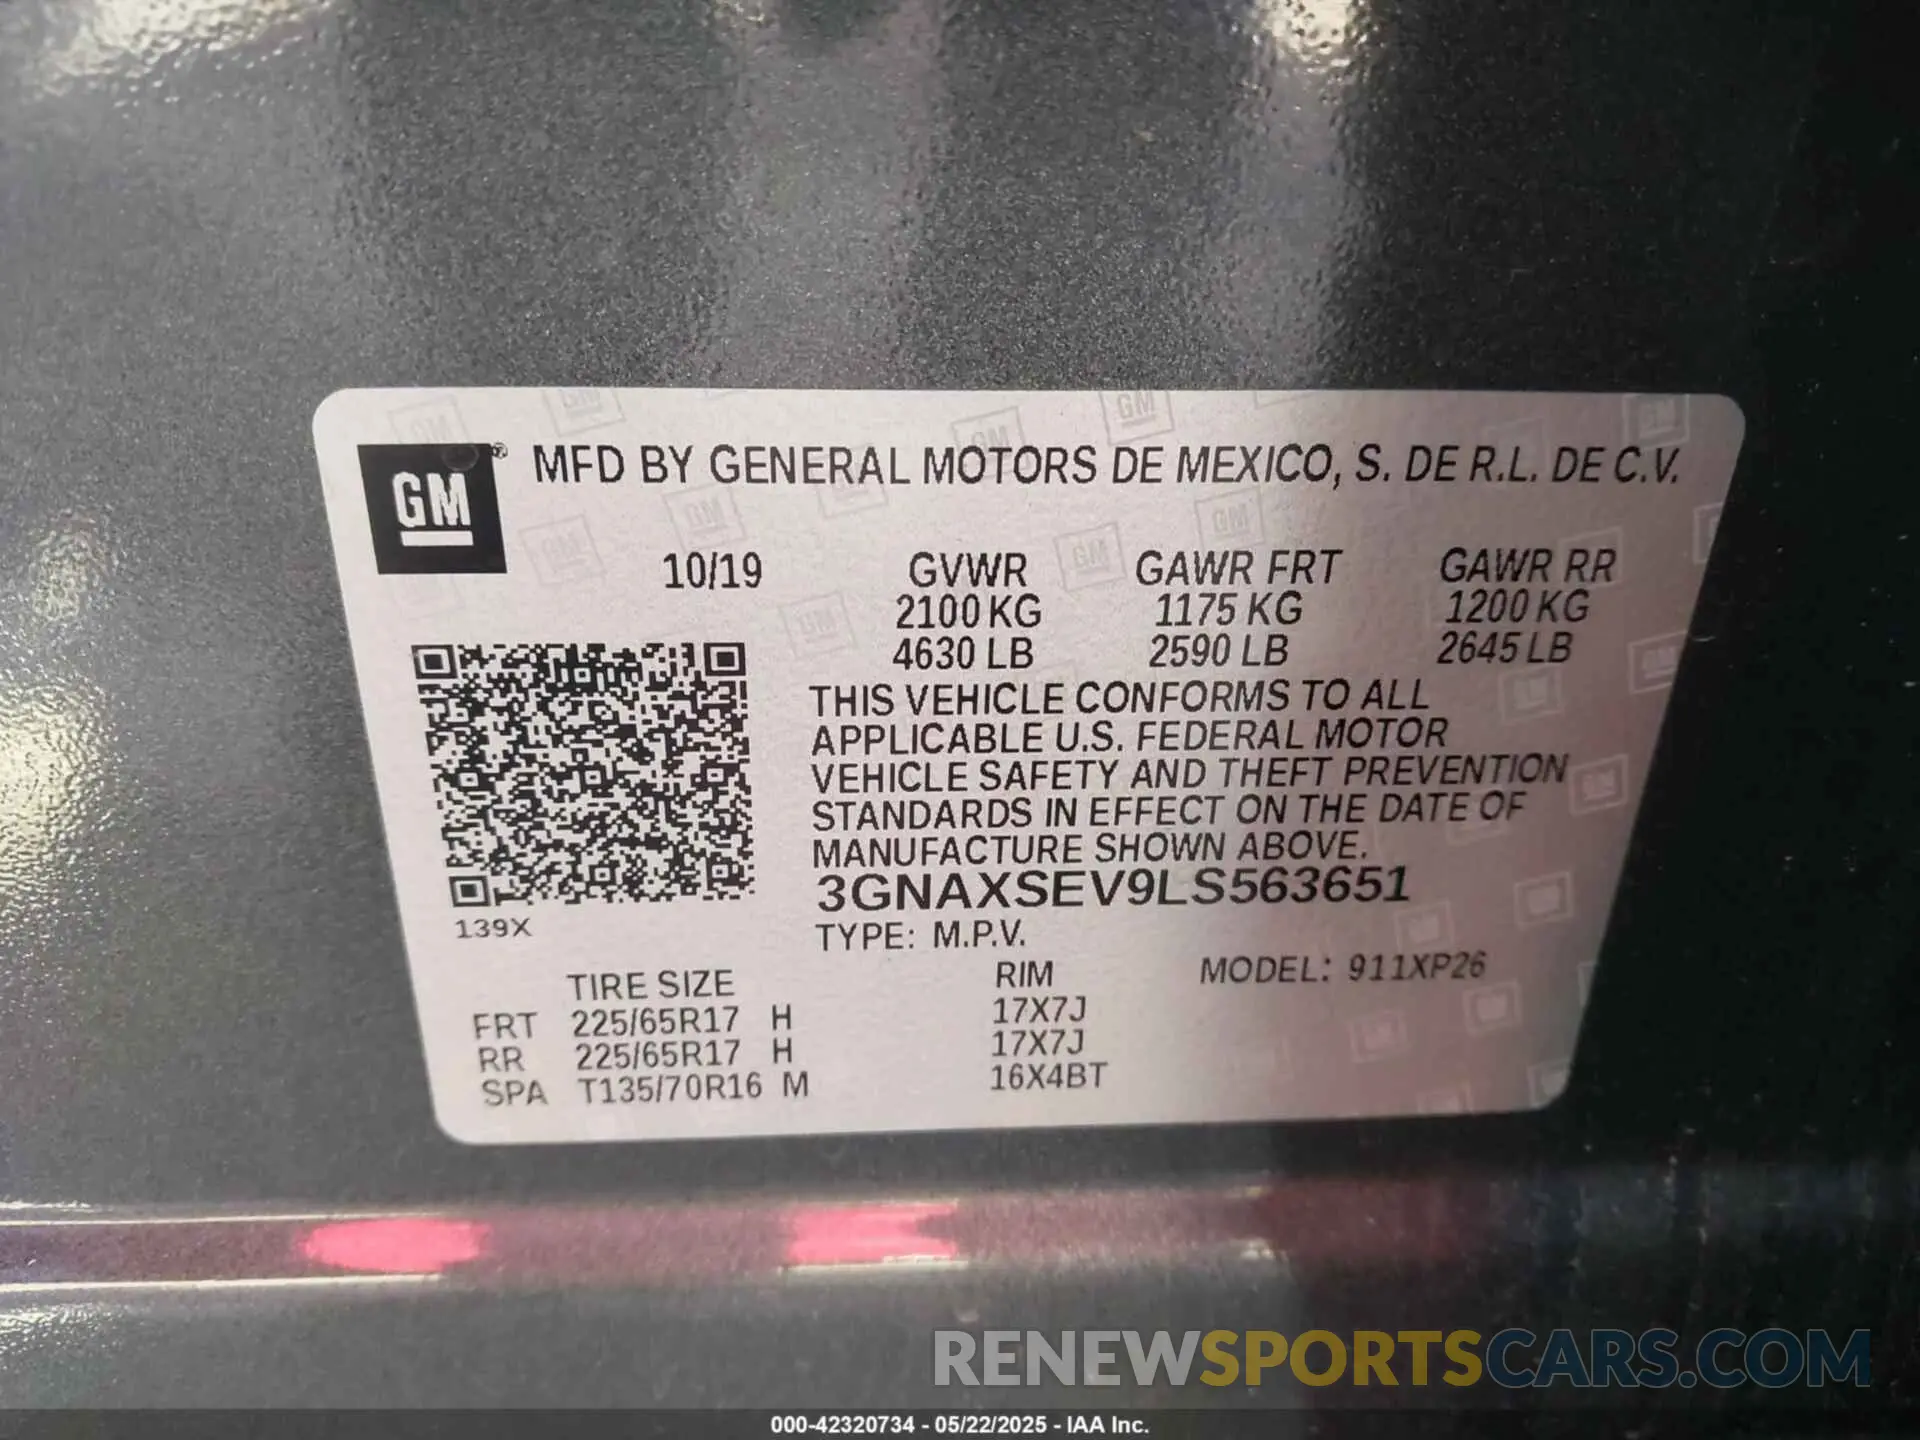 GM®
MFD BY GENERAL MOTORS DE MEXICO, S. DE R.L. DE C.V.
10/19 GVWR GAWR FRT GAWR RR
2100 KG 1175 KG 1200 KG
4630 LB 2590 LB 2645 LB
THIS VEHICLE CONFORMS TO ALL
APPLICABLE U.S. FEDERAL MOTOR
VEHICLE SAFETY AND THEFT PREVENTION
STANDARDS IN EFFECT ON THE DATE OF
MANUFACTURE SHOWN ABOVE.
3GNAXSEV9LS563651
139X
TYPE: M.P.V.
TIRE SIZE RIM MODEL: 911XP26
FRT 225/65R17 H 17X7J
RR 225/65R17 H 17X7J
SPA T135/70R16 M 16X4BT
RENEWSPORTSCARS.COM
000-42320734 - 05/22/2025 - IAA Inc.